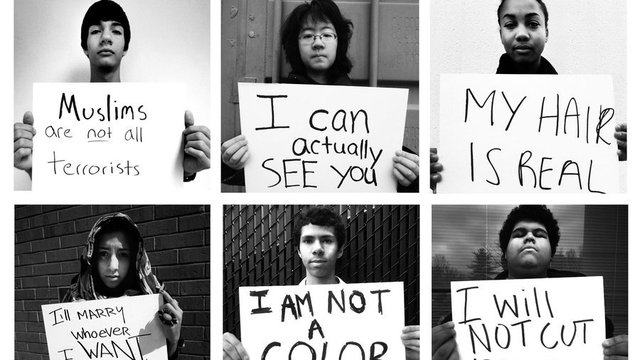 Muslims
are not all
terrorists
I can
actually
SEE YOU
MY HAIR
IS REAL
I'll MARRY
whoever
I WANT
I AM NOT
A
COLOR
I will
NOT CUT